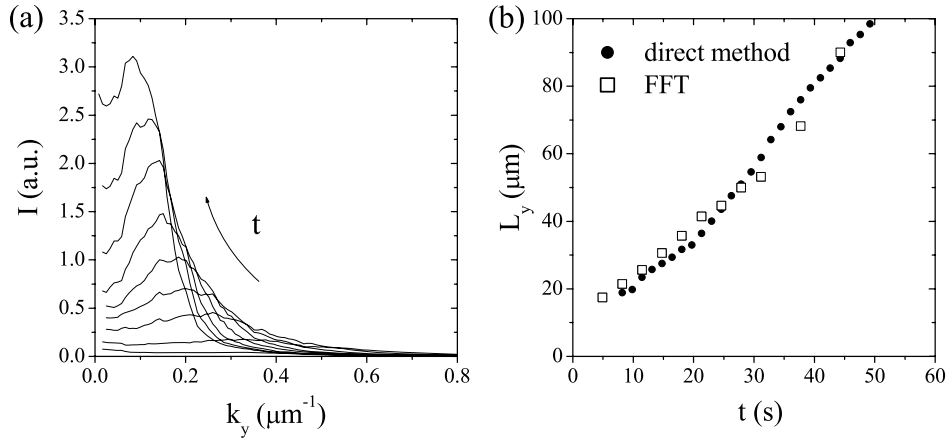 (a)
3.5
3.0
2.5
2.0
1.5
1.0
0.5
0.0
I (a.u.)
t
0.0 0.2 0.4 0.6 0.8
k_y (μm⁻¹)
(b)
100
80
60
40
20
0
L_y (μm)
direct method
FFT
0 10 20 30 40 50 60
t (s)